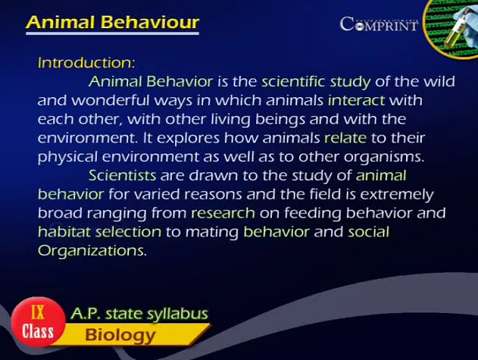 Animal Behaviour
COMPRINT
Introduction:
Animal Behavior is the scientific study of the wild
and wonderful ways in which animals interact with
each other, with other living beings and with the
environment. It explores how animals relate to their
physical environment as well as to other organisms.
Scientists are drawn to the study of animal
behavior for varied reasons and the field is extremely
broad ranging from research on feeding behavior and
habitat selection to mating behavior and social
Organizations.
IX
Class
A.P. state syllabus
Biology